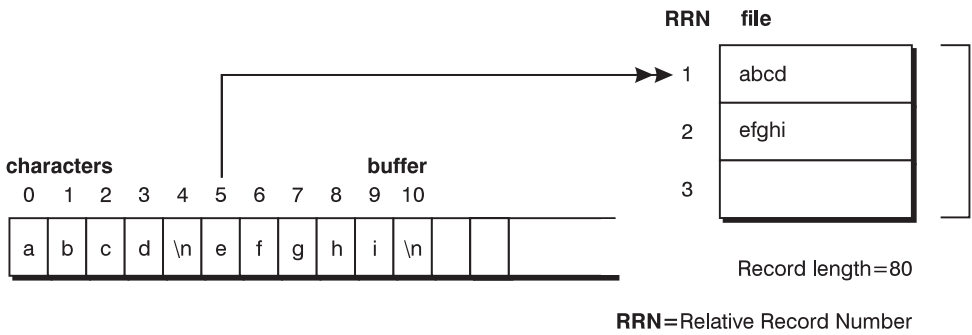 RRN file
1 abcd
2 efghi
3
characters buffer
0 1 2 3 4 5 6 7 8 9 10
a b c d \n e f g h i \n
Record length=80
RRN=Relative Record Number